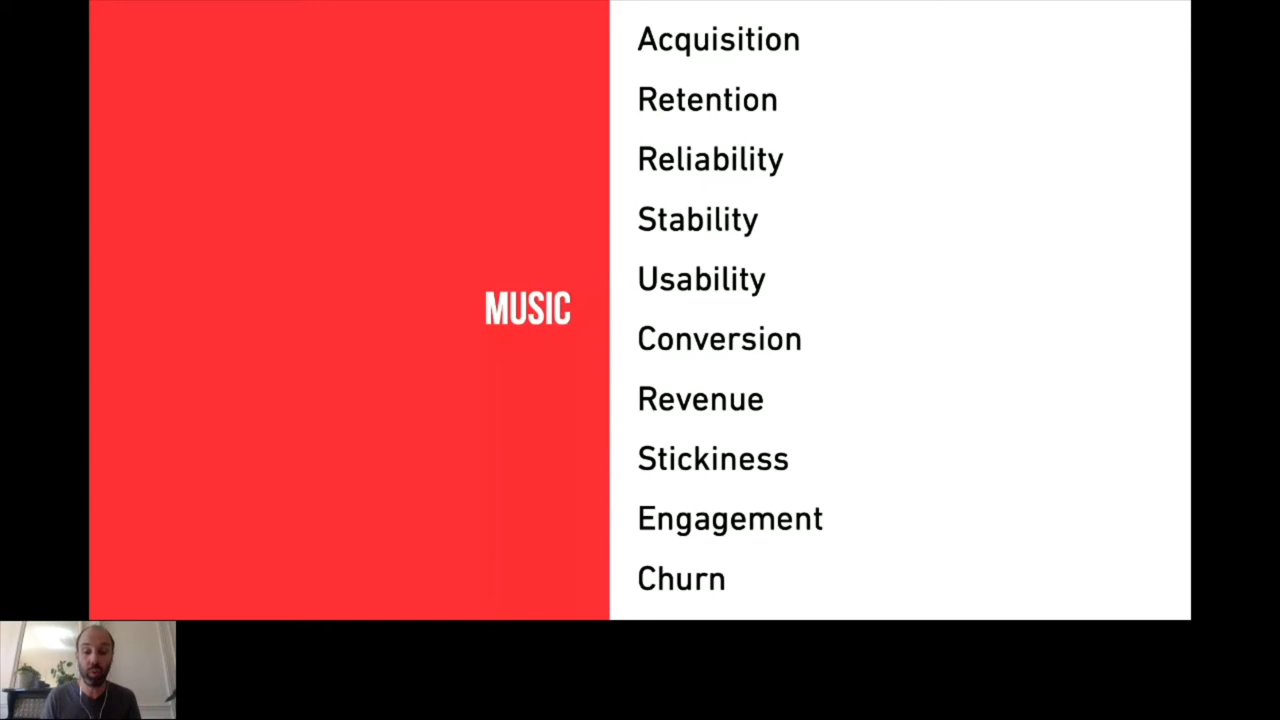 MUSIC
Acquisition
Retention
Reliability
Stability
Usability
Conversion
Revenue
Stickiness
Engagement
Churn